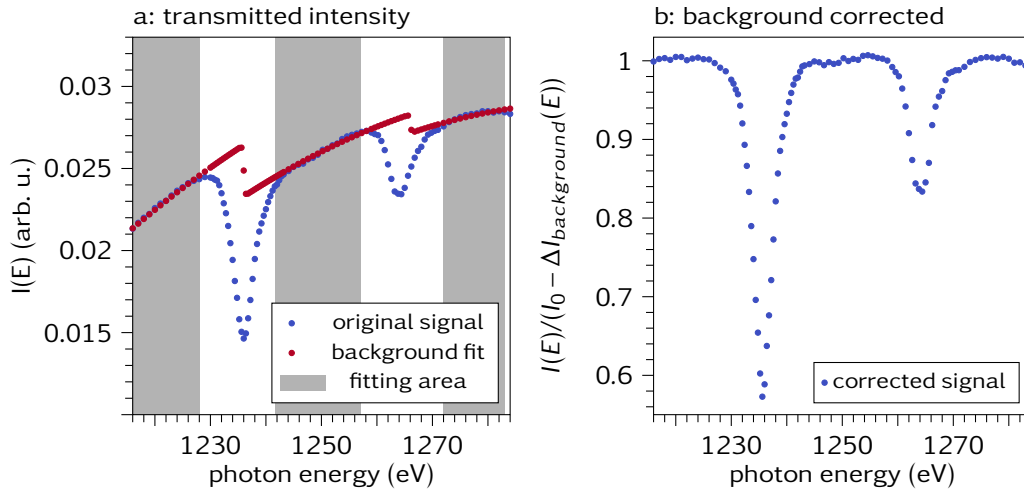 a: transmitted intensity
I(E) (arb. u.)
0.03
0.025
0.02
0.015
original signal
background fit
fitting area
1230 1250 1270
photon energy (eV)
b: background corrected
I(E)/(I₀ − ΔI_background(E))
1
0.9
0.8
0.7
0.6
corrected signal
1230 1250 1270
photon energy (eV)